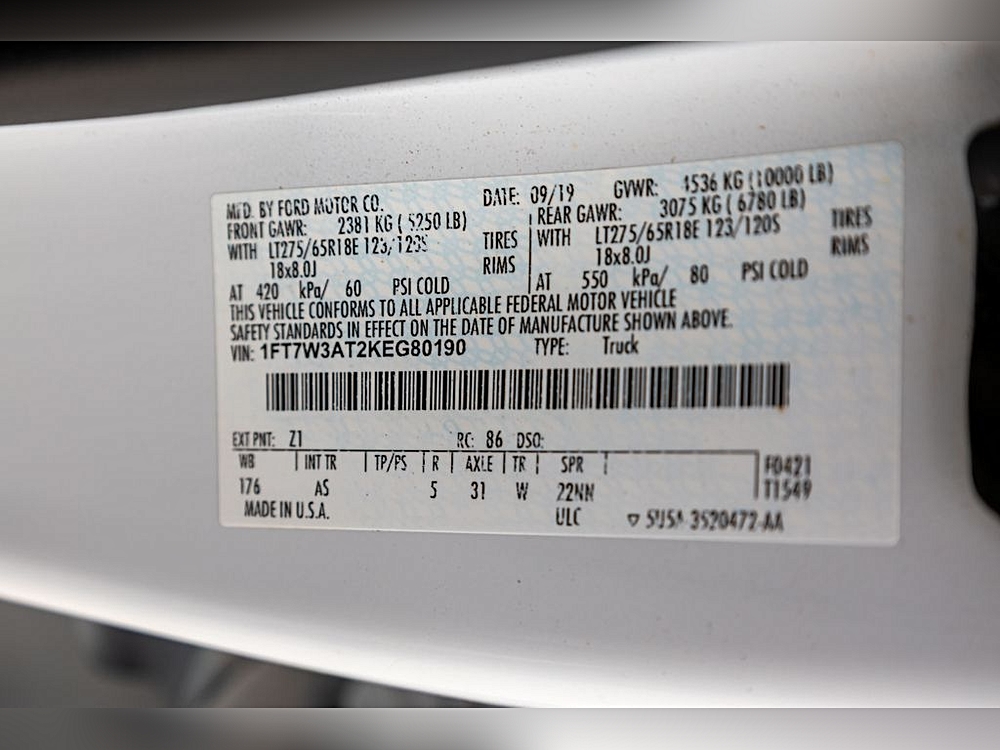 MFD. BY FORD MOTOR CO. DATE: 09/19 GVWR: 4536 KG (10000 LB)
FRONT GAWR: 2381 KG ( 5250 LB) REAR GAWR: 3075 KG ( 6780 LB)
WITH LT275/65R18E 123/120S TIRES WITH LT275/65R18E 123/120S TIRES
18x8.0J RIMS 18x8.0J RIMS
AT 420 kPa/ 60 PSI COLD AT 550 kPa/ 80 PSI COLD
THIS VEHICLE CONFORMS TO ALL APPLICABLE FEDERAL MOTOR VEHICLE
SAFETY STANDARDS IN EFFECT ON THE DATE OF MANUFACTURE SHOWN ABOVE.
VIN: 1FT7W3AT2KEG80190 TYPE: Truck
EXT PNT: Z1 RC: 86 DSO:
WB INT TR TP/PS R AXLE TR SPR F0421
176 AS 5 31 W 22NN T1549
MADE IN U.S.A. ULC 3520472-AA